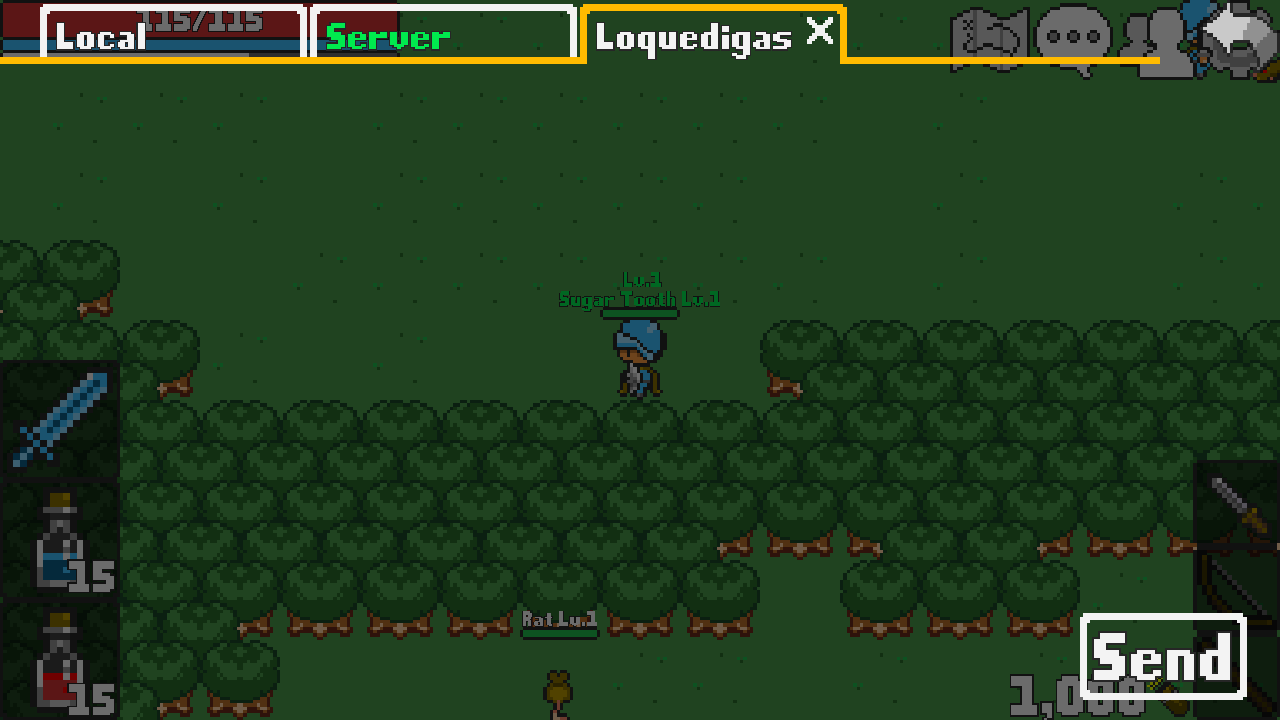 115/115
Local
Server
Loquedigas X
Lv.1
Sugar Tooth Lv.1
15
Rat Lv.1
Send
15
1,000